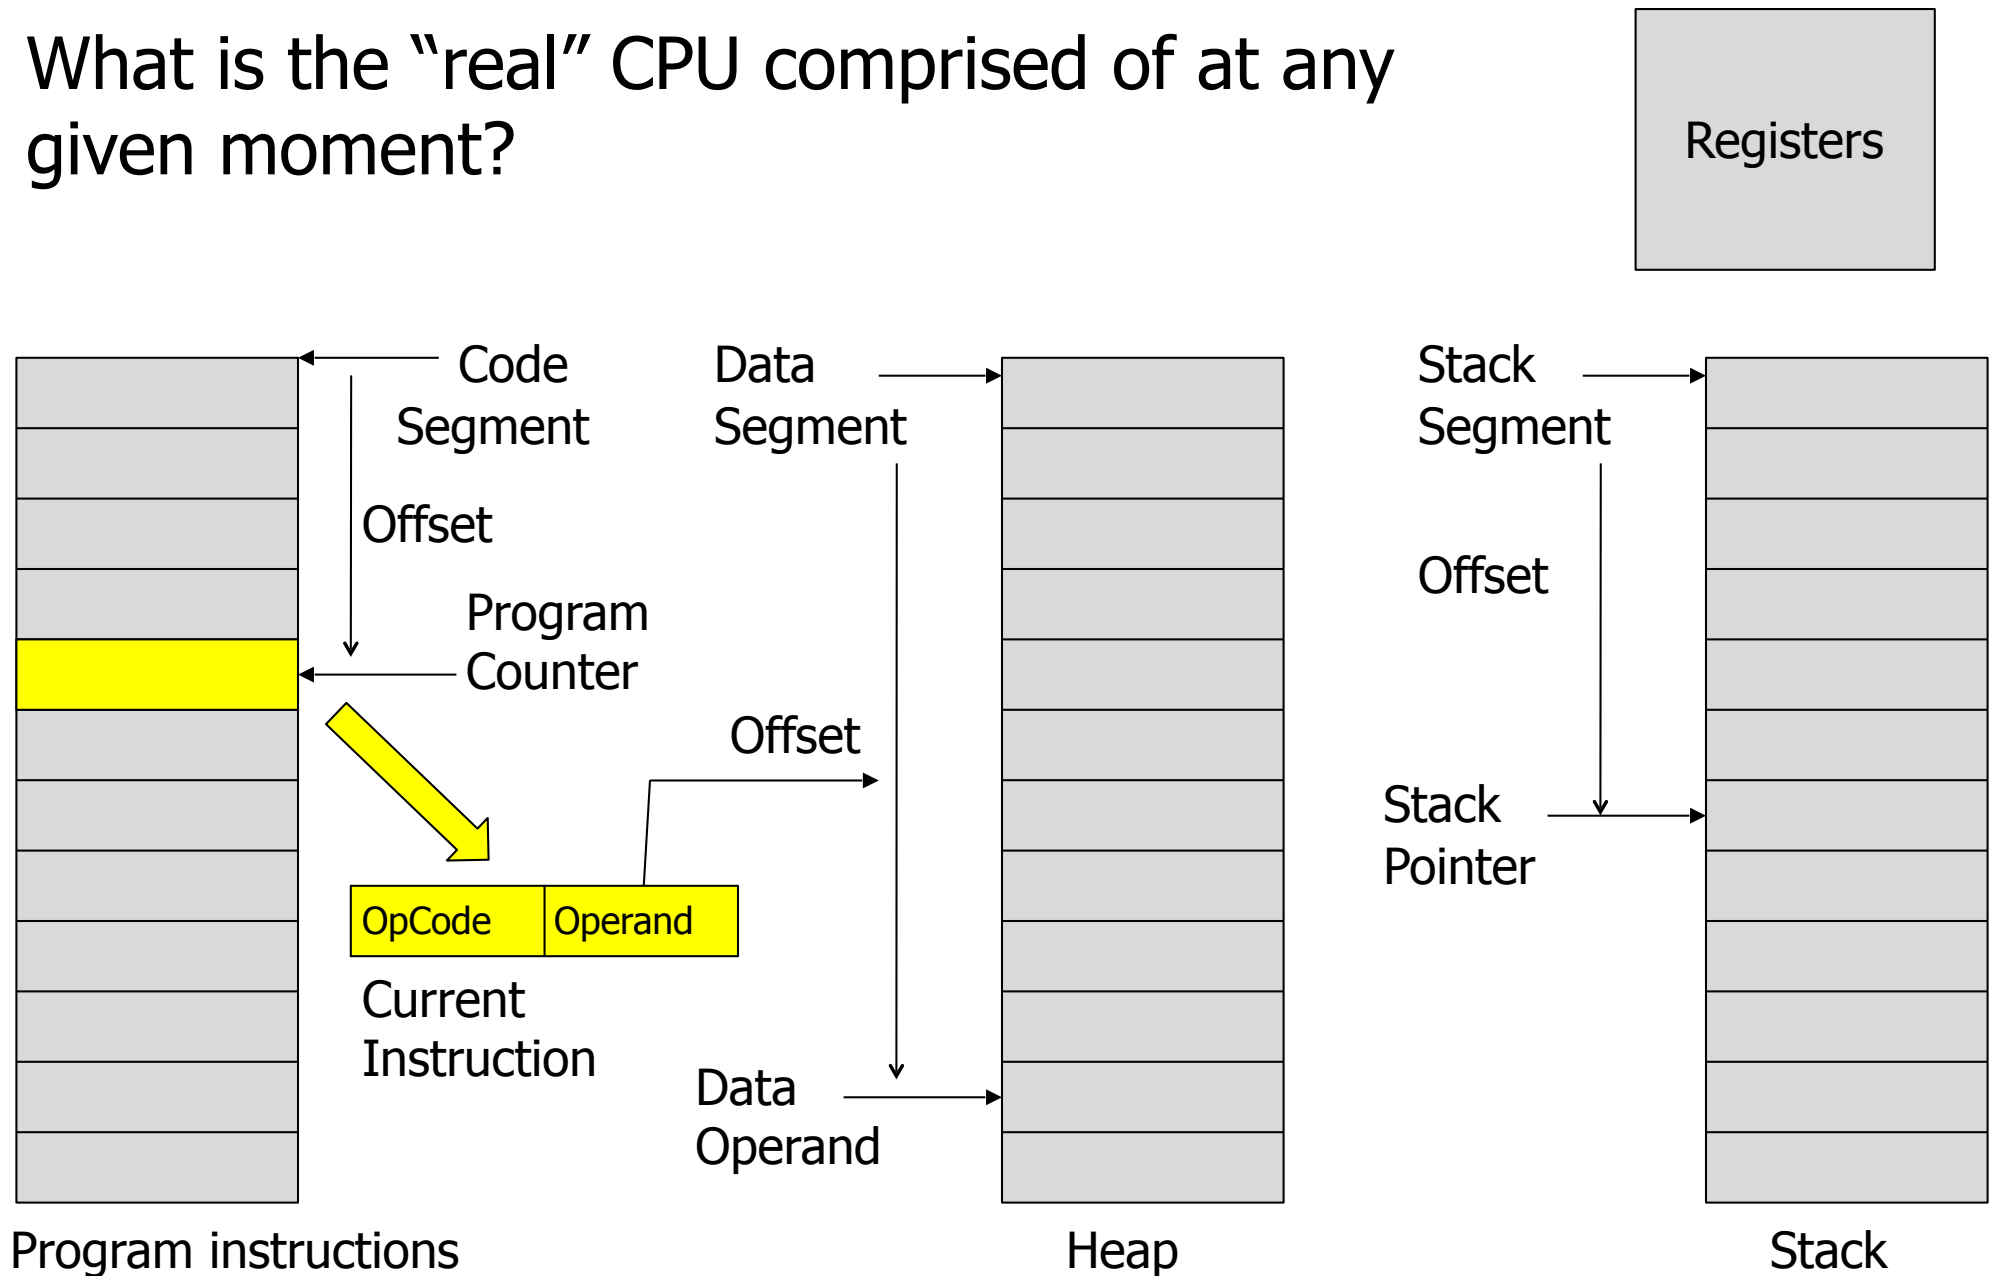 What is the “real” CPU comprised of at any
given moment?
Registers
Code
Segment
Offset
Program
Counter
OpCode
Operand
Current
Instruction
Data
Segment
Offset
Data
Operand
Stack
Segment
Offset
Stack
Pointer
Program instructions
Heap
Stack